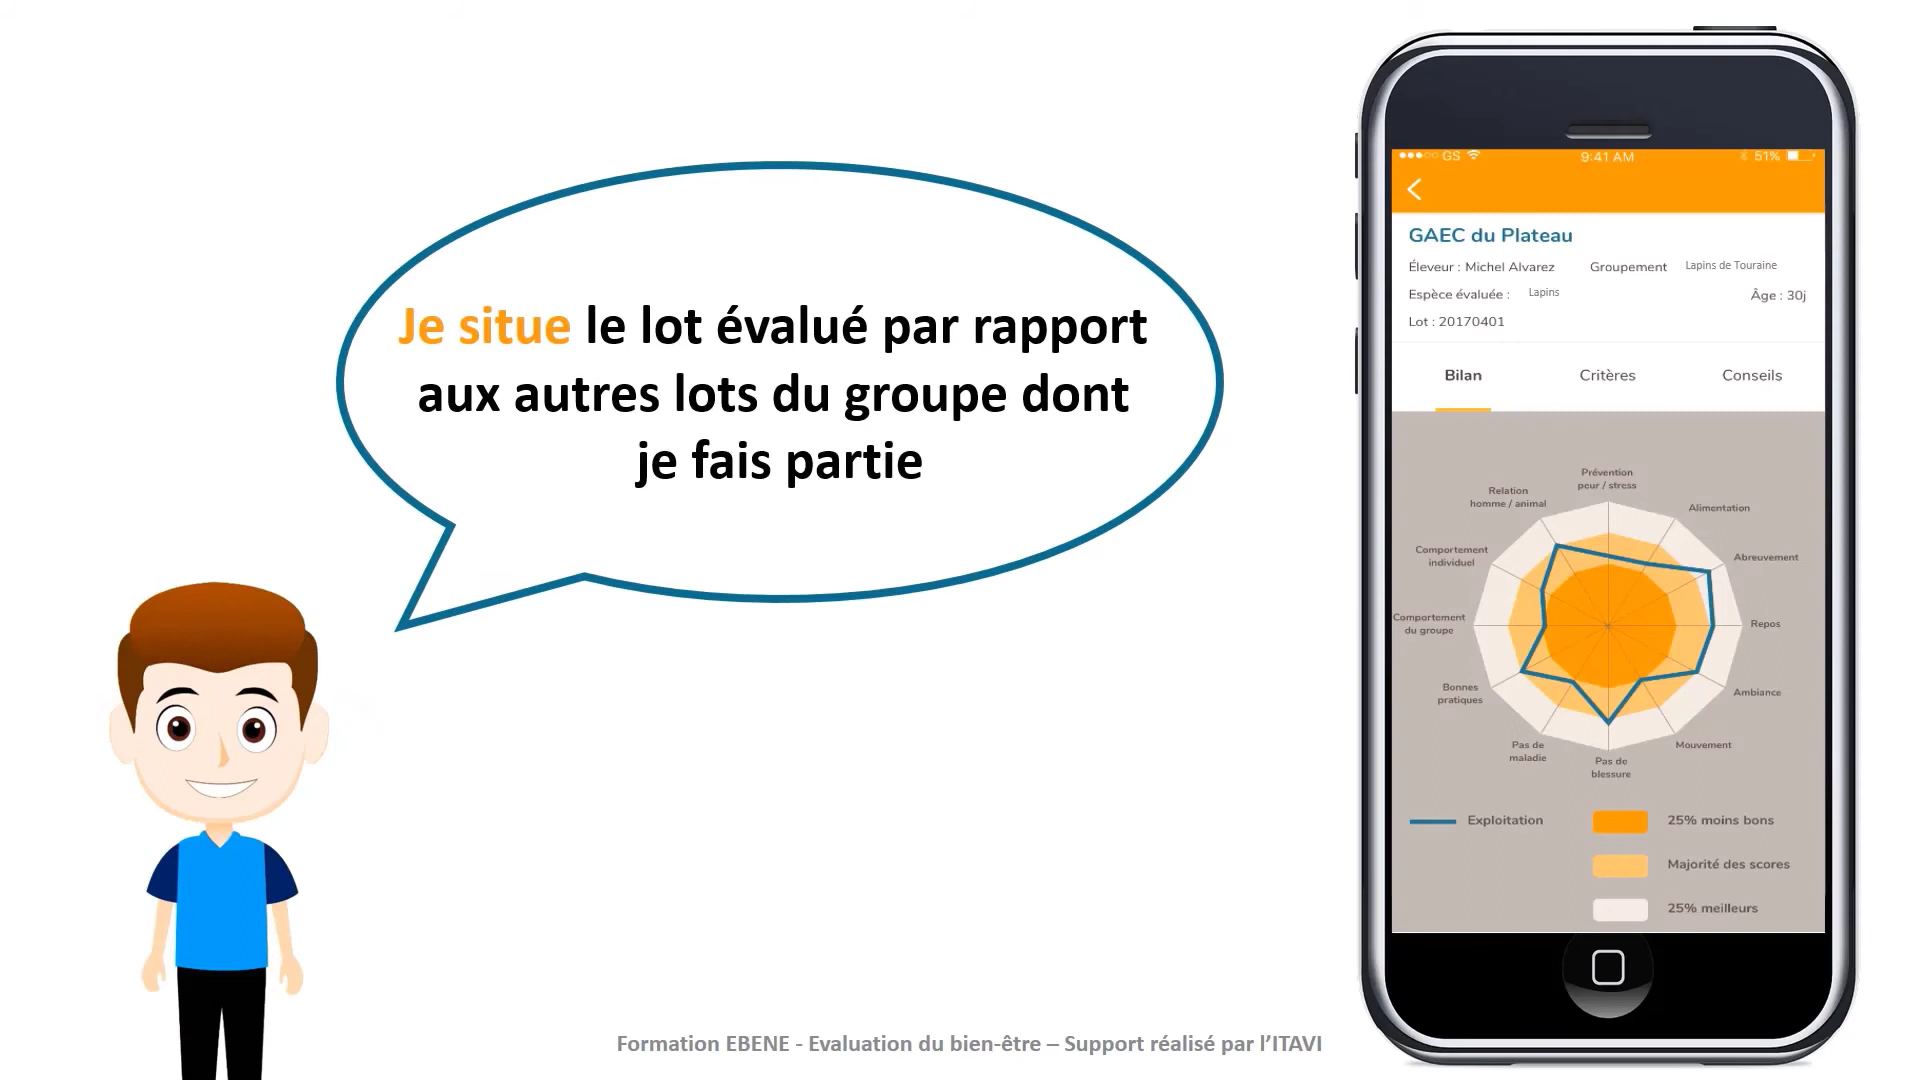 Je situe le lot évalué par rapport
aux autres lots du groupe dont
je fais partie
GS
9:41 AM
51%
GAEC du Plateau
Éleveur : Michel Alvarez
Groupement
Lapins de Touraine
Espèce évaluée :
Lapins
Âge : 30j
Lot : 20170401
Bilan
Critères
Conseils
Prévention
peur / stress
Relation
homme / animal
Alimentation
Comportement
individuel
Abreuvement
Comportement
du groupe
Repos
Bonnes
pratiques
Ambiance
Pas de
maladie
Mouvement
Pas de
blessure
Exploitation
25% moins bons
Majorité des scores
25% meilleurs
Formation EBENE - Evaluation du bien-être – Support réalisé par l’ITAVI